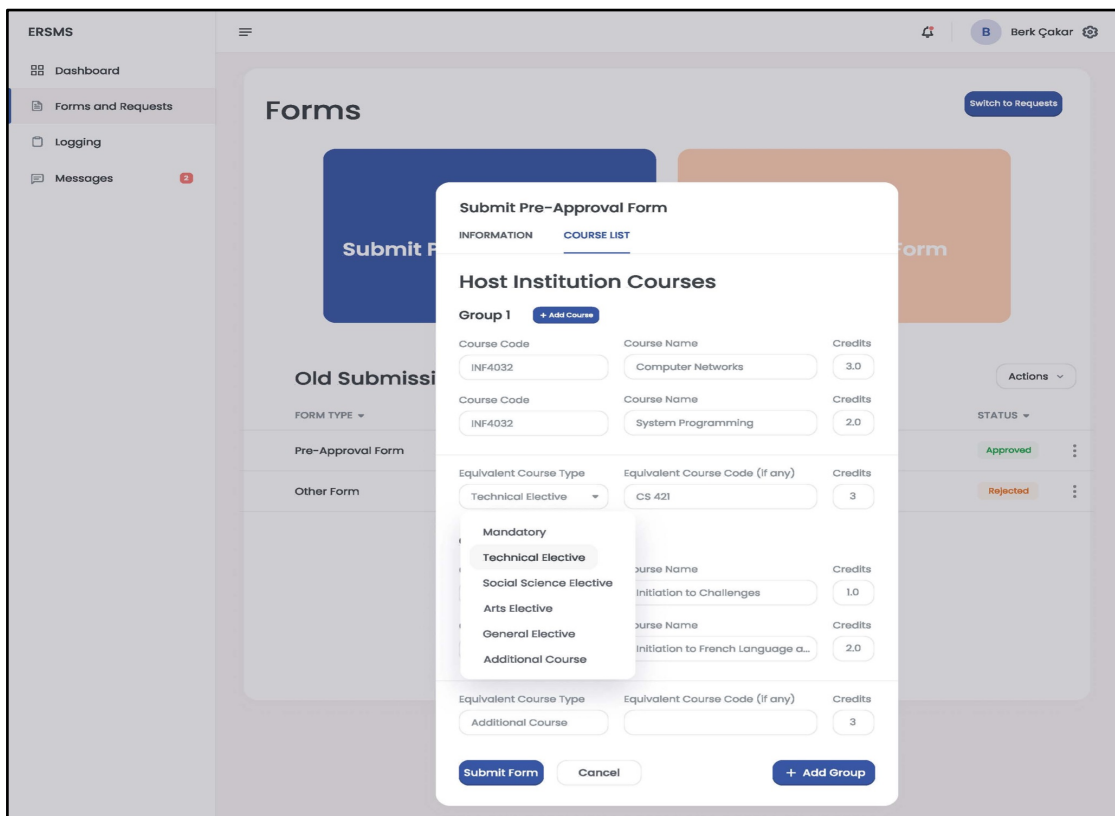 ERSMS
B Berk Çakar
Dashboard
Forms and Requests
Logging
Messages 2
Forms
Switch to Requests
Submit
Form
Submit Pre-Approval Form
INFORMATION COURSE LIST
Host Institution Courses
Group 1 + Add Course
Course Code Course Name Credits
INF4032 Computer Networks 3.0
Course Code Course Name Credits
INF4032 System Programming 2.0
Equivalent Course Type Equivalent Course Code (If any) Credits
Technical Elective CS 421 3
Mandatory
Technical Elective
Social Science Elective
Arts Elective
General Elective
Additional Course
Name Credits
Initiation to Challenges 1.0
Name Credits
Initiation to French Language a... 2.0
Equivalent Course Type Equivalent Course Code (If any) Credits
Additional Course 3
Submit Form Cancel + Add Group
Old Submissi
Actions
FORM TYPE STATUS
Pre-Approval Form Approved
Other Form Rejected